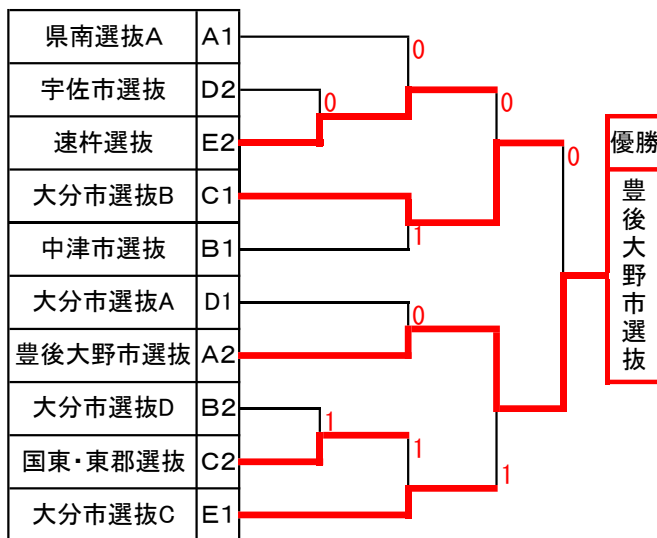 県南選抜A A1
0
宇佐市選抜 D2
0
0
速杵選抜 E2
0
優勝
大分市選抜B C1
豊後大野市選抜
中津市選抜 B1
1
大分市選抜A D1
0
豊後大野市選抜 A2
大分市選抜D B2
1
国東・東郡選抜 C2
1
1
大分市選抜C E1